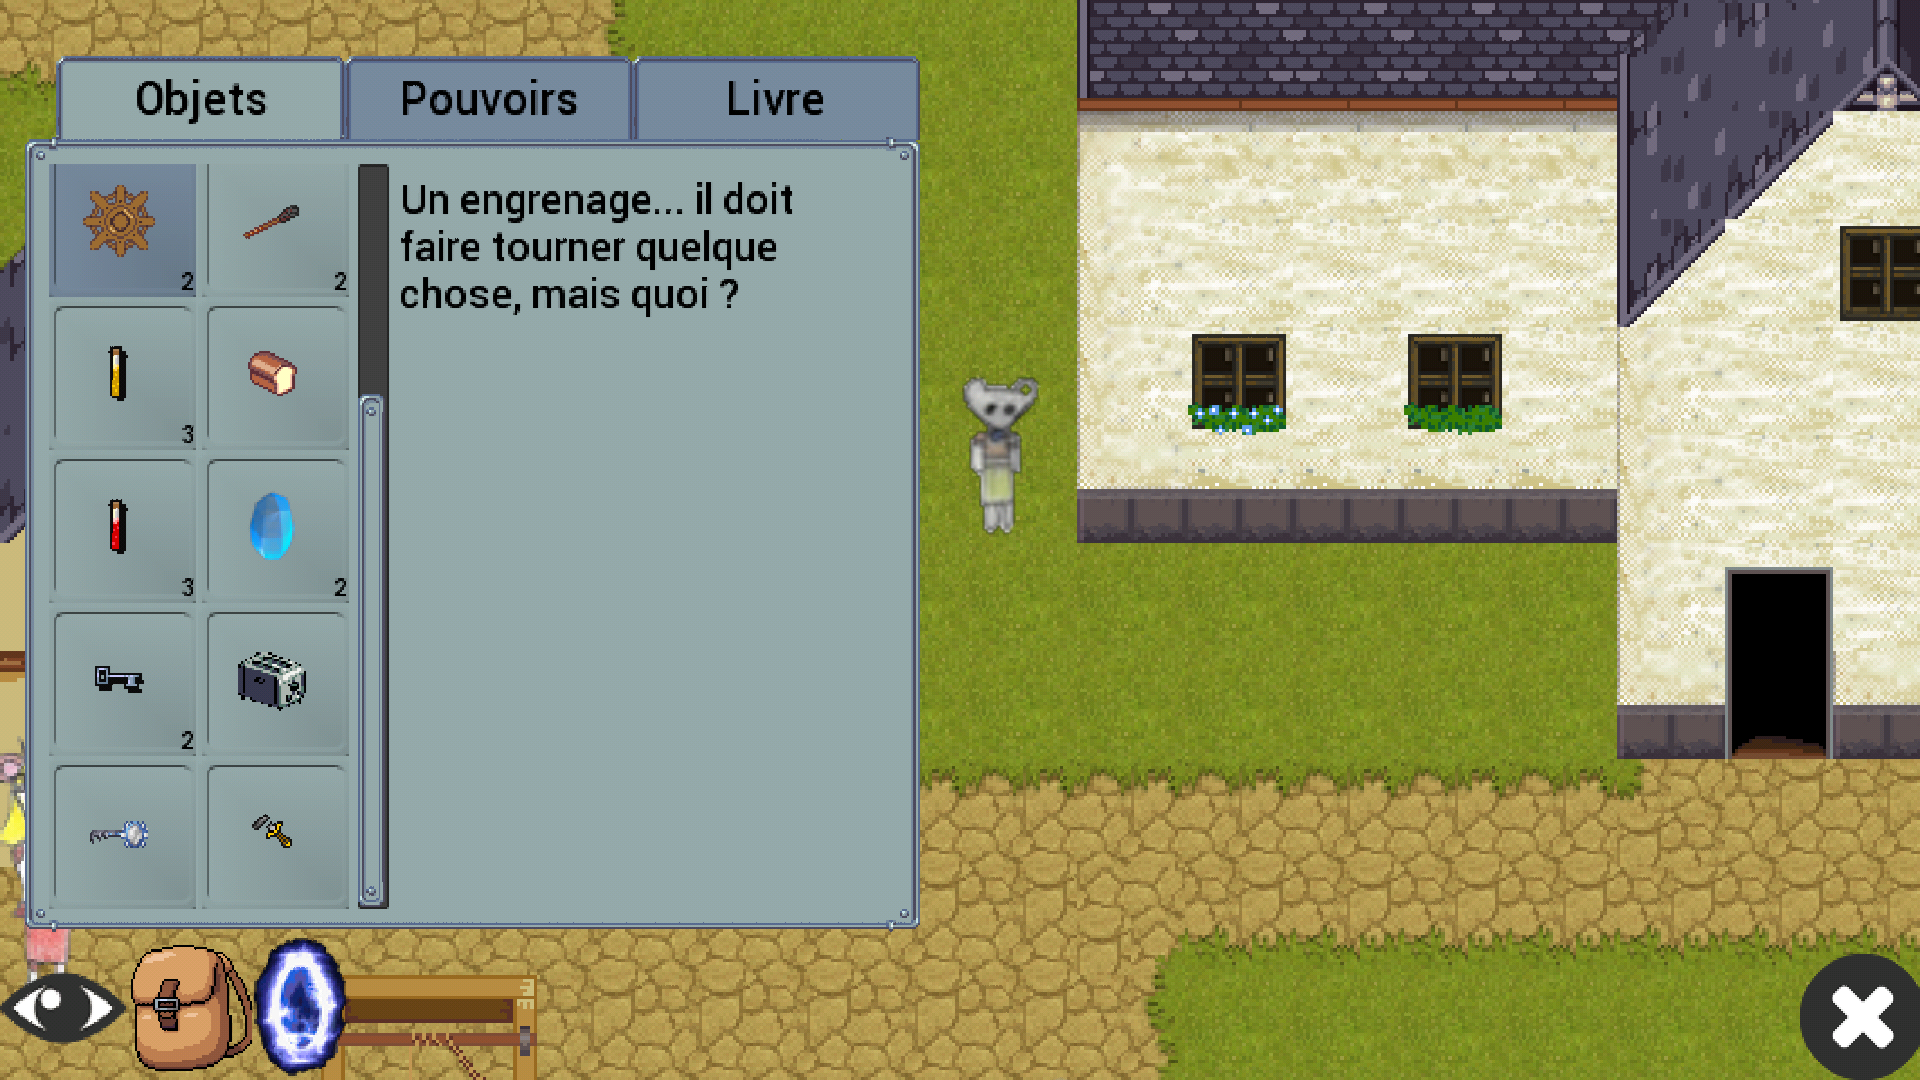 Objets Pouvoirs Livre
Un engrenage... il doit
faire tourner quelque
chose, mais quoi ?
2 2
3
3 2
2